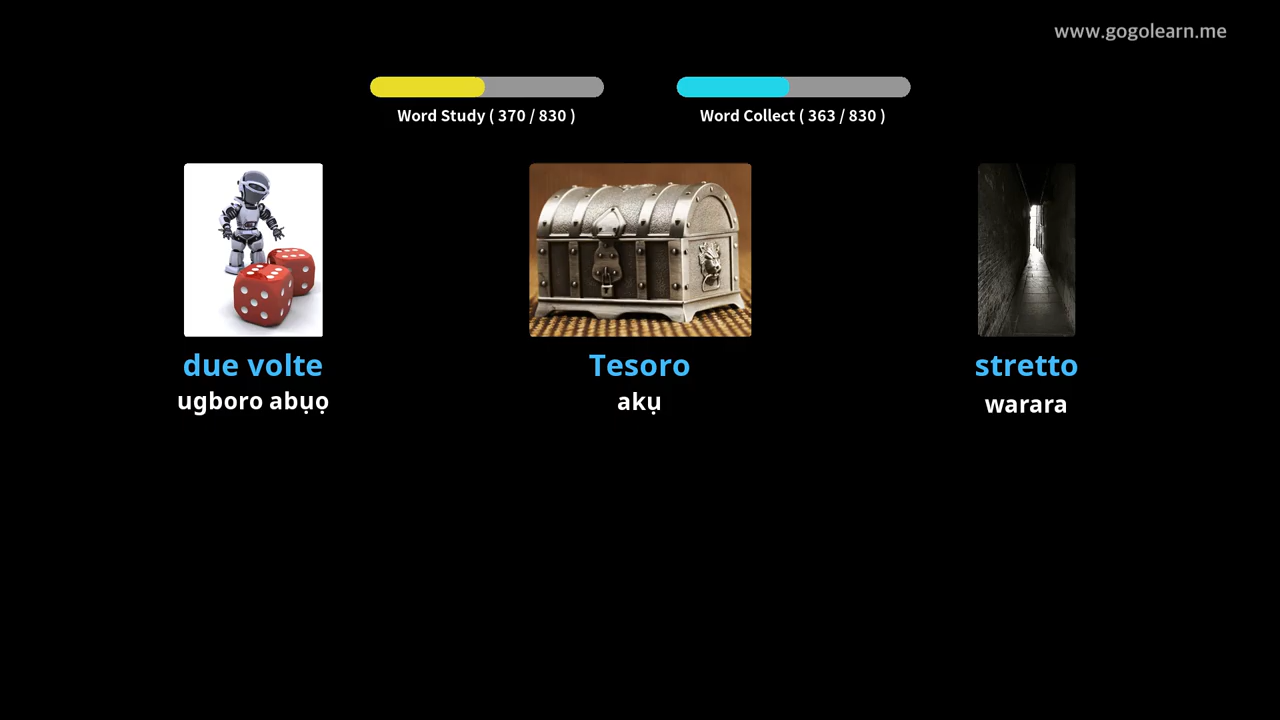 www.gogolearn.me
Word Study ( 370 / 830 )
Word Collect ( 363 / 830 )
due volte
ugboro abụọ
Tesoro
akụ
stretto
warara